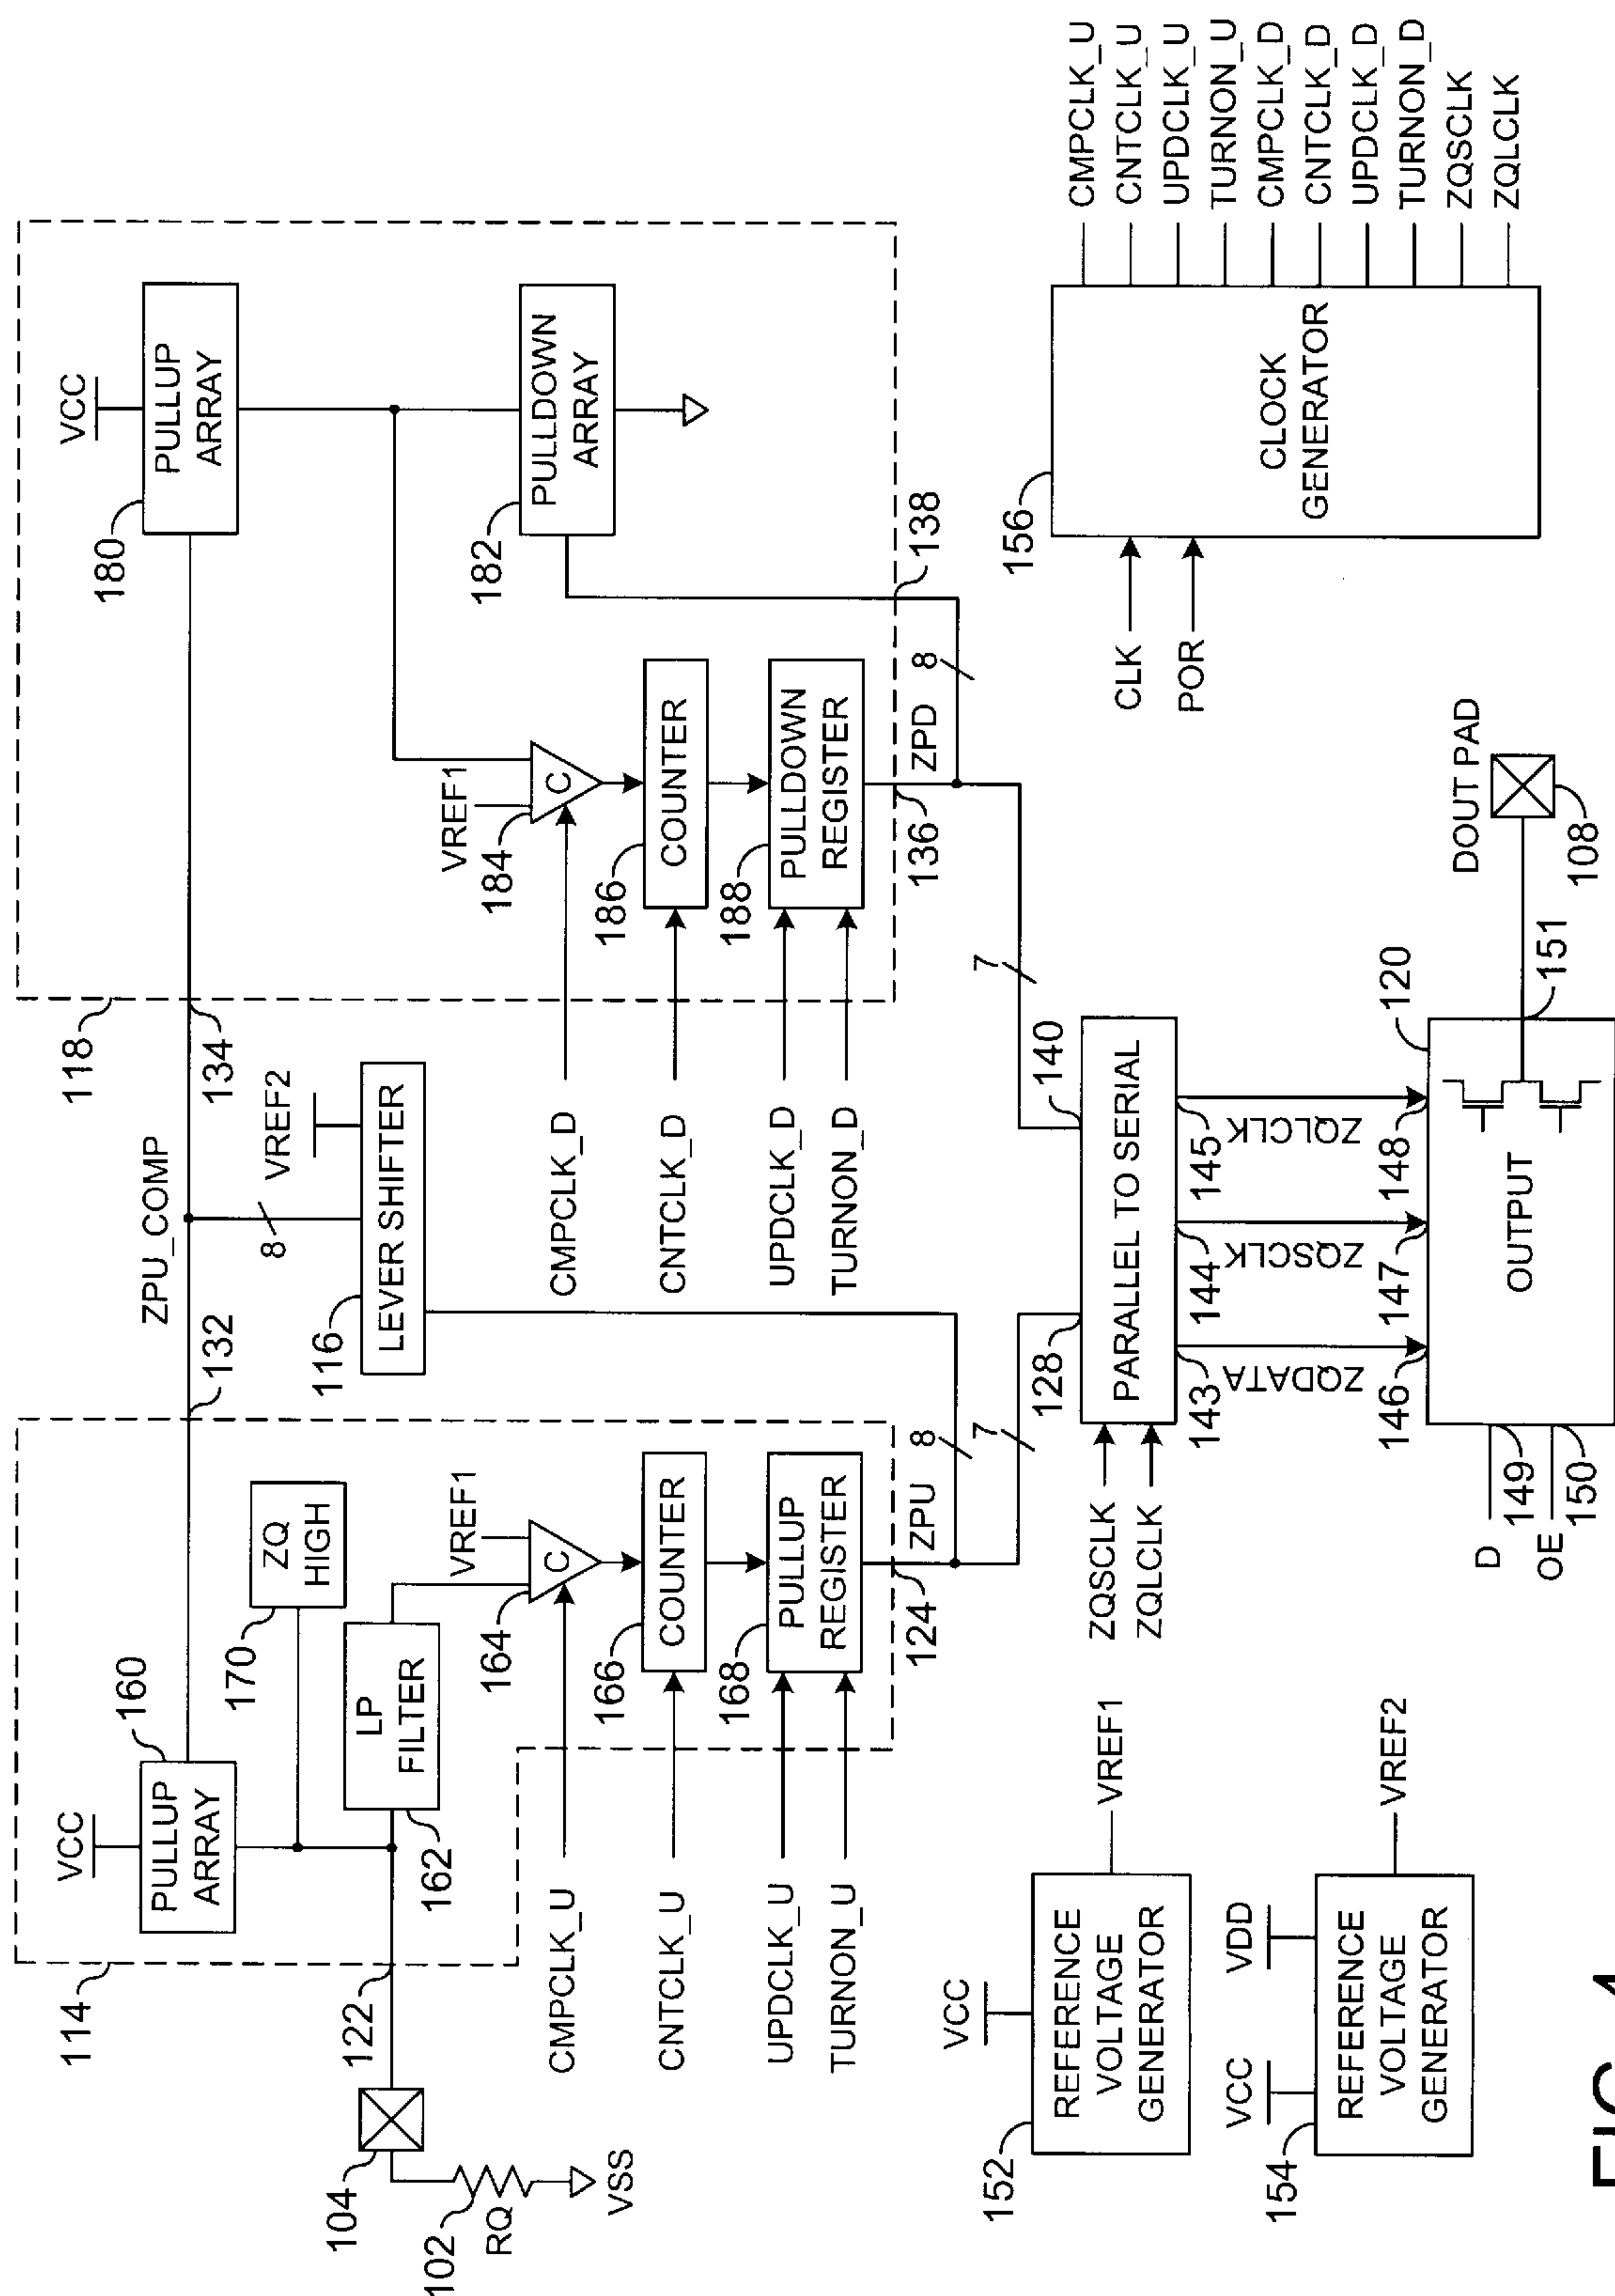 VCC
PULLUP
ARRAY
160
170
ZQ
HIGH
LP
FILTER
162
VREF1
C
164
COUNTER
166
PULLUP
REGISTER
168
124
ZPU
8
7
114
122
104
102
RQ
VSS
CMPCLK_U
CNTCLK_U
UPDCLK_U
TURNON_U
132
ZPU_COMP
134
8
VREF2
LEVER SHIFTER
116
118
VCC
PULLUP
ARRAY
180
PULLDOWN
ARRAY
182
VREF1
C
184
COUNTER
186
PULLDOWN
REGISTER
188
136
ZPD
8
138
7
CMPCLK_D
CNTCLK_D
UPDCLK_D
TURNON_D
128
140
PARALLEL TO SERIAL
ZQSCLK
ZQLCLK
143
ZQDATA
146
144
ZQSCLK
147
145
ZQLCLK
148
120
OUTPUT
D
149
OE
150
151
DOUT PAD
108
VCC
REFERENCE
VOLTAGE
GENERATOR
152
VREF1
VCC
VDD
REFERENCE
VOLTAGE
GENERATOR
154
VREF2
156
CLK
POR
CLOCK
GENERATOR
CMPCLK_U
CNTCLK_U
UPDCLK_U
TURNON_U
CMPCLK_D
CNTCLK_D
UPDCLK_D
TURNON_D
ZQSCLK
ZQLCLK